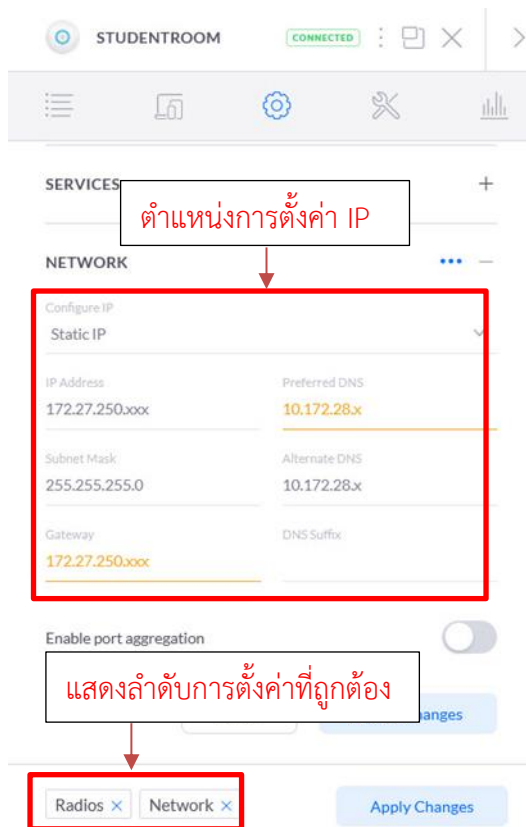 STUDENTROOM
CONNECTED
SERVICES
ตำแหน่งการตั้งค่า IP
NETWORK
Configure IP
Static IP
IP Address
Preferred DNS
172.27.250.xxx
10.172.28.x
Subnet Mask
Alternate DNS
255.255.255.0
10.172.28.x
Gateway
DNS Suffix
172.27.250.xxx
Enable port aggregation
แสดงลำดับการตั้งค่าที่ถูกต้อง
Radios × Network ×
Apply Changes